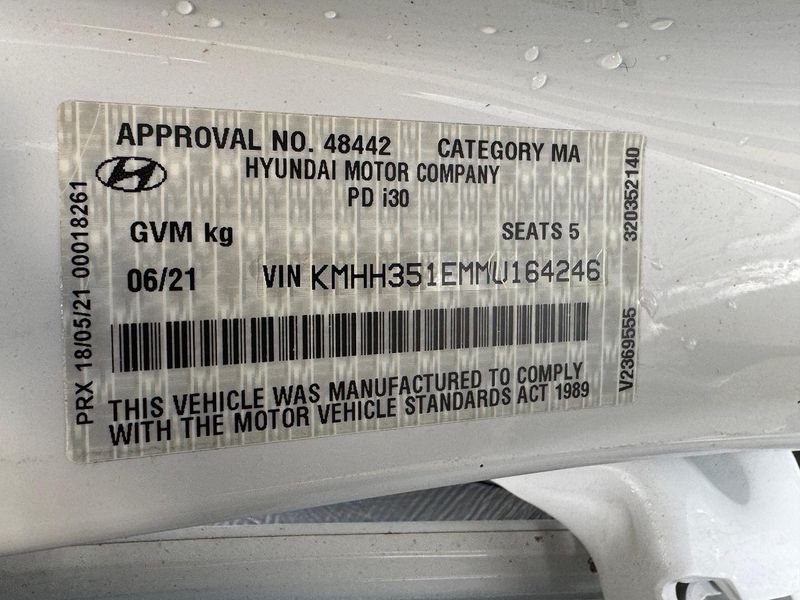 APPROVAL NO. 48442 CATEGORY MA
HYUNDAI MOTOR COMPANY
PD i30
GVM kg SEATS 5
06/21 VIN KMHH351EMMU164246
THIS VEHICLE WAS MANUFACTURED TO COMPLY
WITH THE MOTOR VEHICLE STANDARDS ACT 1989
PRX 18/05/21 00018261
V2369555 320352140